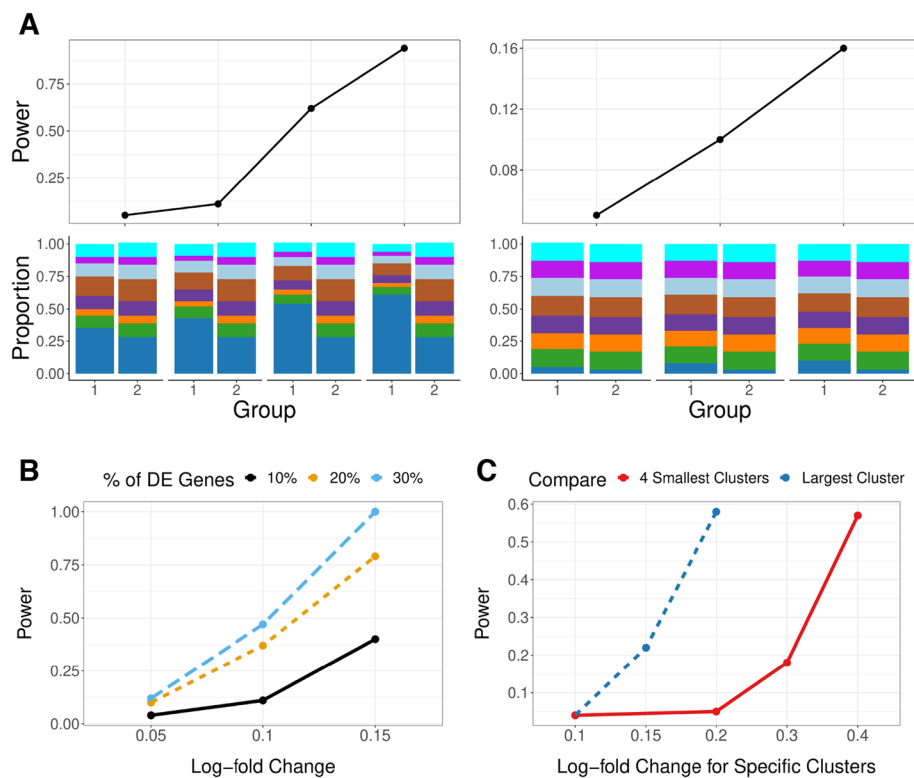 A
Power
0.75
0.50
0.25
0.16
0.12
0.08
Proportion
1.00
0.75
0.50
0.25
0.00
1 2 1 2 1 2 1 2
Group
1.00
0.75
0.50
0.25
0.00
1 2 1 2 1 2
Group
B
% of DE Genes 10% 20% 30%
Power
1.00
0.75
0.50
0.25
0.00
0.05 0.1 0.15
Log-fold Change
C
Compare 4 Smallest Clusters Largest Cluster
Power
0.6
0.5
0.4
0.3
0.2
0.1
0.1 0.15 0.2 0.3 0.4
Log-fold Change for Specific Clusters